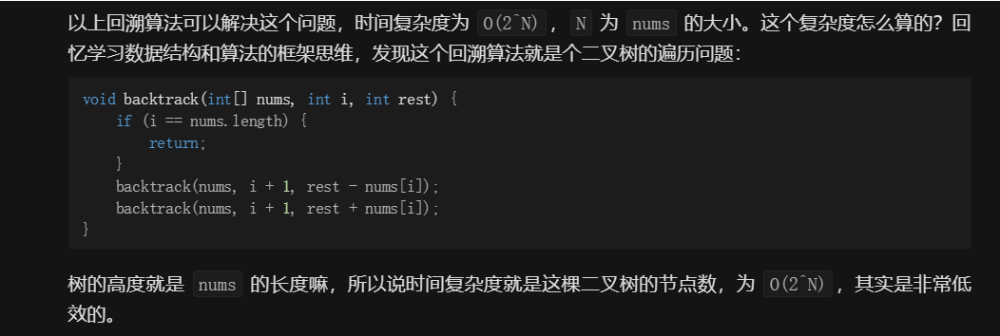 以上回溯算法可以解决这个问题，时间复杂度为 O(2^N)，N 为 nums 的大小。这个复杂度怎么算的？回
忆学习数据结构和算法的框架思维，发现这个回溯算法就是个二叉树的遍历问题：
void backtrack(int[] nums, int i, int rest) {
    if (i == nums.length) {
        return;
    }
    backtrack(nums, i + 1, rest - nums[i]);
    backtrack(nums, i + 1, rest + nums[i]);
}
树的高度就是 nums 的长度嘛，所以说时间复杂度就是这棵二叉树的节点数，为 O(2^N)，其实是非常低
效的。